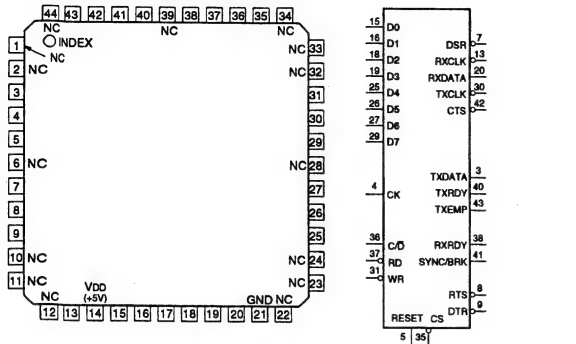 44 43 42 41 40 39 38 37 36 35 34
NC NC NC
INDEX
1 NC 33
NC
2 NC NC 32
3 31
4 30
5 29
6 NC NC 28
7 27
8 26
9 25
10 NC NC 24
11 NC NC 23
VDD
(+5V)
NC GND NC
12 13 14 15 16 17 18 19 20 21 22
15 D0
16 D1 DSR 7
18 D2 RXCLK 13
19 D3 RXDATA 20
25 D4 TXCLK 30
26 D5 CTS 42
27 D6
29 D7
TXDATA 3
4 CK TXRDY 40
TXEMP 43
36 C/D̅ RXRDY 38
37 RD SYNC/BRK 41
31 WR
RTS 8
DTR 9
RESET CS
5 35